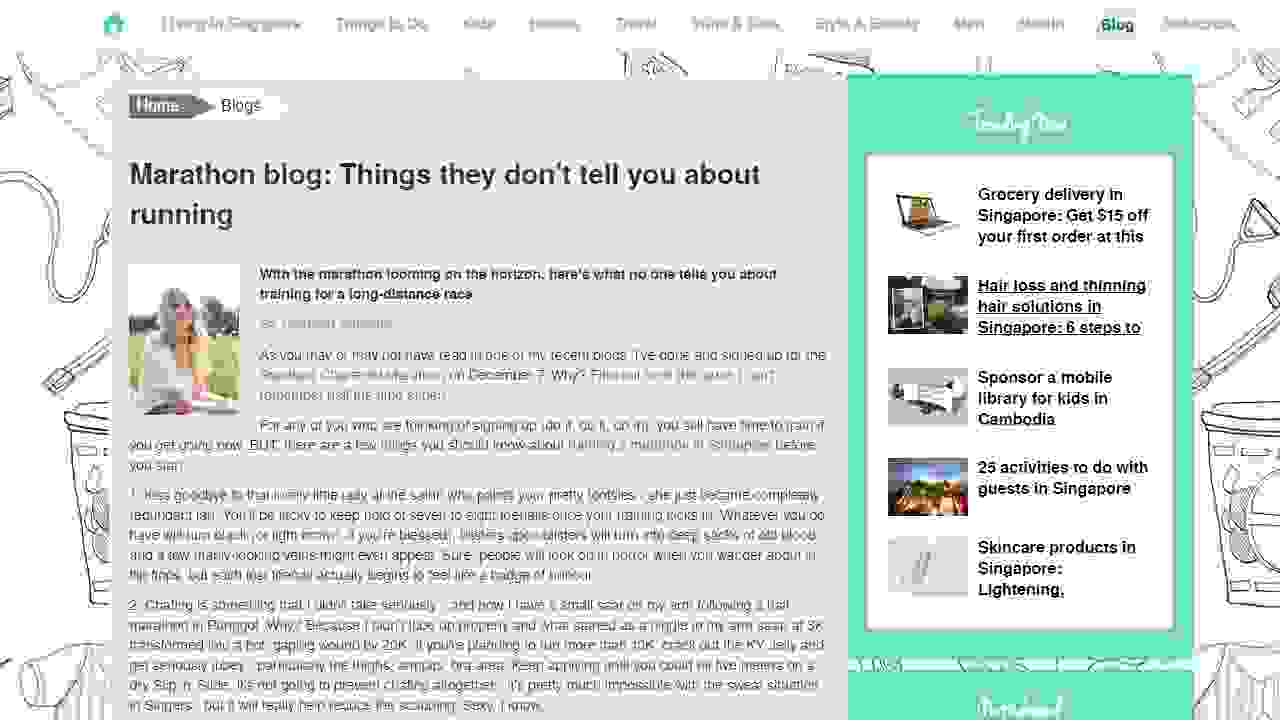 Living in Singapore Things to Do Kids Travel Wine & Dine Style & Beauty Health Blog
Home Blogs
Marathon blog: Things they don't tell you about
running
With the marathon looming on the horizon, here's what no one tells you about
training for a long-distance race
As you may or may not have read in one of my recent blogs, I've gone and signed up for the
on December 7. Why?
For any of you who are thinking of signing up, do it, do it, do it! You still have time to train if
you get going now. BUT, there are a few things you should know about training a marathon in Singapore before
you start
1. Kiss goodbye to that lovely little lady at the salon who paints your pretty tootsies - she just became completely
redundant. You'll be lucky to keep hold of seven to eight toenails once your training kicks in. Whatever you do
have will turn black, or light brown if you're blessed, blisters upon blisters will turn into deep sacks of old blood
and a few manly-looking veins might even appear. Sure, people will look on in horror when you wander about in
flip flops, but each lost toenail actually begins to feel like a badge of honour.
2. Chafing is something that I didn't take seriously - and now I have a small scar on my arm following a trail
marathon in Pulau Ubin. Why? Because I didn't lube up properly and what started as a niggle in my arm seam at 5K
transformed into a hot, gaping wound by 20K. If you're planning to run more than 10K, crack out the KY Jelly and
get seriously lubey - particularly the thighs, armpits, bra area. Keep applying until you could hit five meters on a
dry Slip n' Slide. It's not going to prevent chafing altogether - it's pretty much impossible with the sweat situation
in Singers - but it will really help reduce the scabbing. Sexy, I know.
Trending Now
Grocery delivery in
Singapore: Get $15 off
your first order at this
Hair loss and thinning
hair solutions in
Singapore: 6 steps to
Sponsor a mobile
library for kids in
Cambodia
25 activities to do with
guests in Singapore
Skincare products in
Singapore:
Lightening,